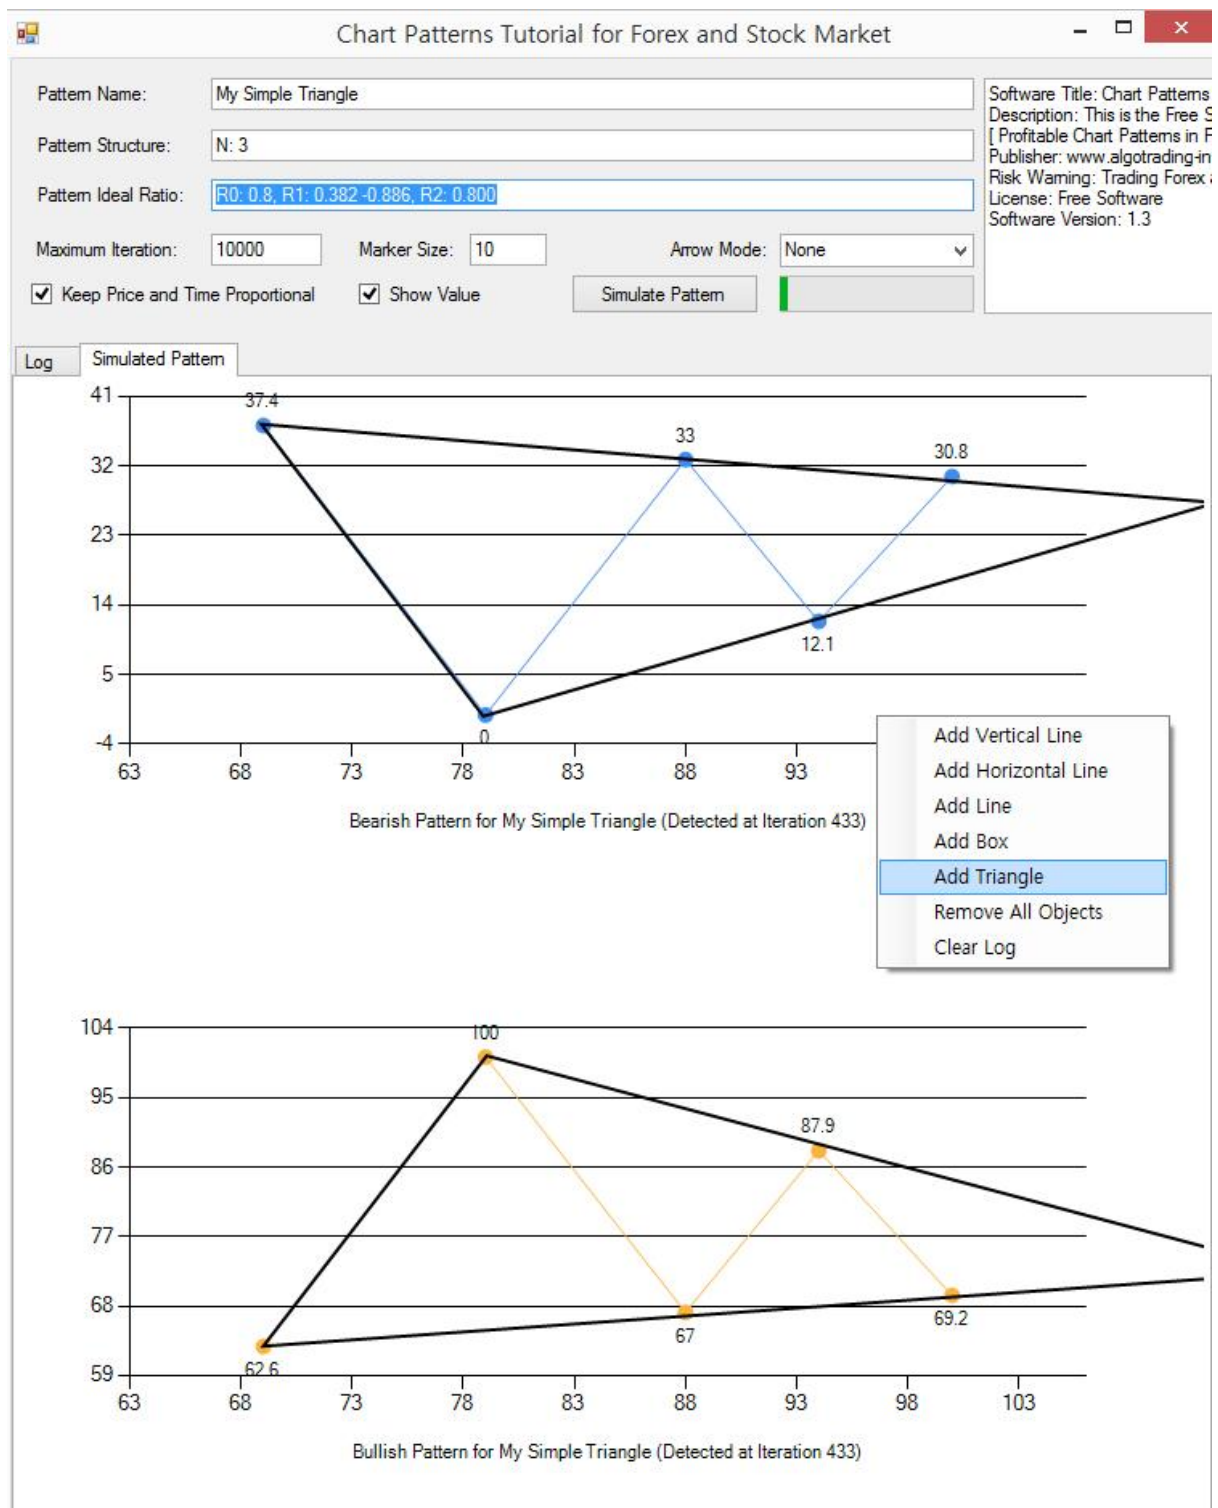 Chart Patterns Tutorial for Forex and Stock Market
Pattern Name:
My Simple Triangle
Pattern Structure:
N: 3
Pattern Ideal Ratio:
R0: 0.8, R1: 0.382 -0.886, R2: 0.800
Maximum Iteration:
10000
Marker Size:
10
Arrow Mode:
None
Keep Price and Time Proportional
Show Value
Simulate Pattern
Software Title: Chart Patterns
Description: This is the Free S
[ Profitable Chart Patterns in F
Publisher: www.algotrading-in
Risk Warning: Trading Forex
License: Free Software
Software Version: 1.3
Log
Simulated Pattern
41
32
23
14
5
-4
37.4
33
30.8
12.1
0
63
68
73
78
83
88
93
Bearish Pattern for My Simple Triangle (Detected at Iteration 433)
Add Vertical Line
Add Horizontal Line
Add Line
Add Box
Add Triangle
Remove All Objects
Clear Log
104
95
86
77
68
59
100
87.9
67
69.2
62.6
63
68
73
78
83
88
93
98
103
Bullish Pattern for My Simple Triangle (Detected at Iteration 433)